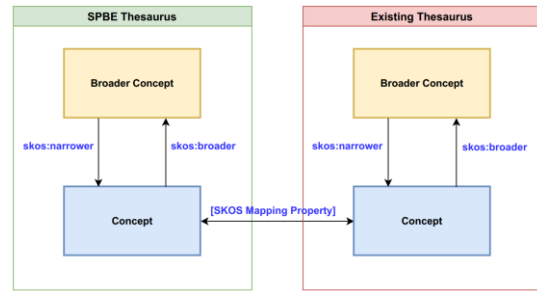 SPBE Thesaurus
Existing Thesaurus
Broader Concept
Broader Concept
skos:narrower
skos:broader
skos:narrower
skos:broader
[SKOS Mapping Property]
Concept
Concept